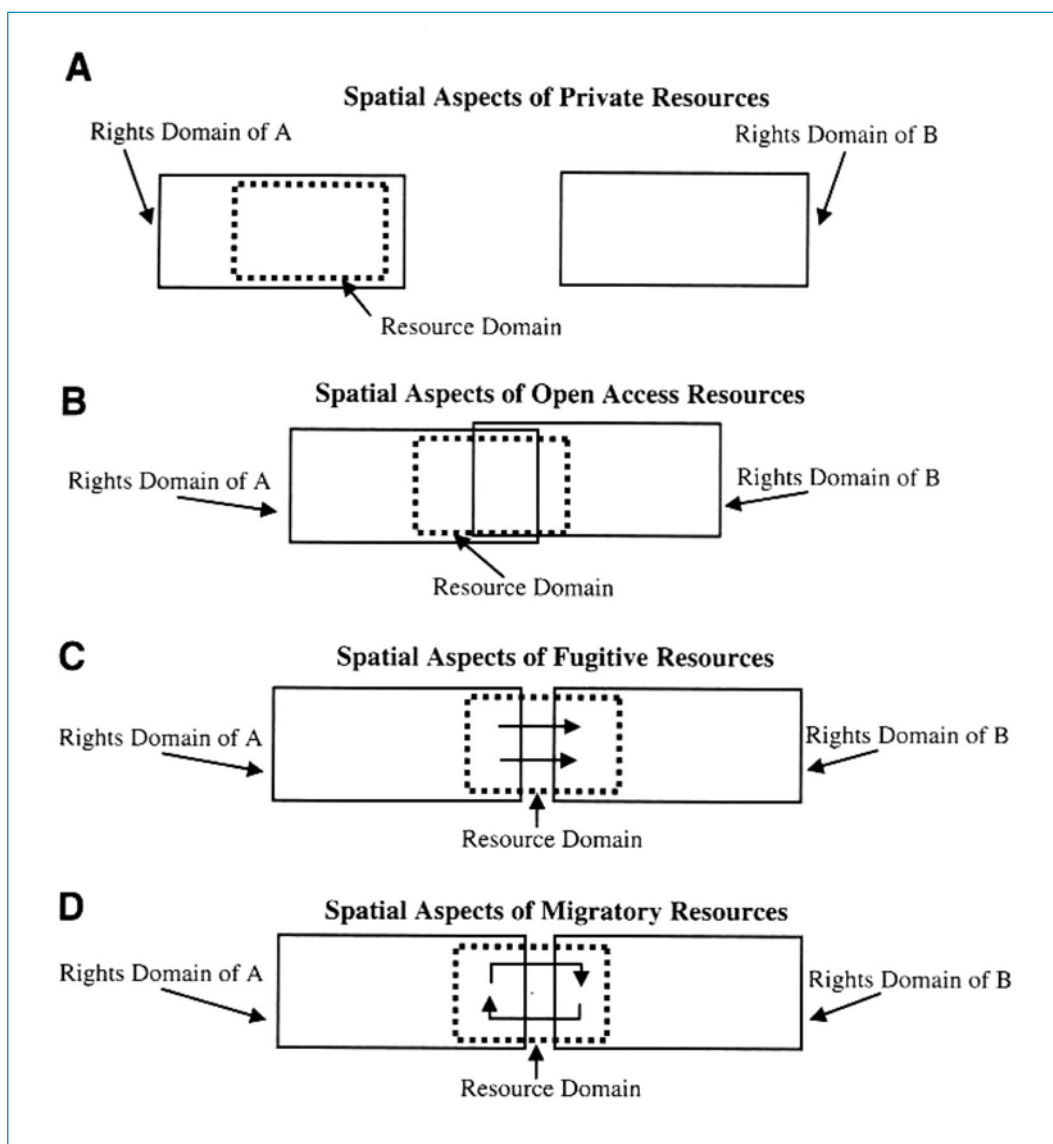 A
Spatial Aspects of Private Resources
Rights Domain of A
Rights Domain of B
Resource Domain
B
Spatial Aspects of Open Access Resources
Rights Domain of A
Rights Domain of B
Resource Domain
C
Spatial Aspects of Fugitive Resources
Rights Domain of A
Rights Domain of B
Resource Domain
D
Spatial Aspects of Migratory Resources
Rights Domain of A
Rights Domain of B
Resource Domain